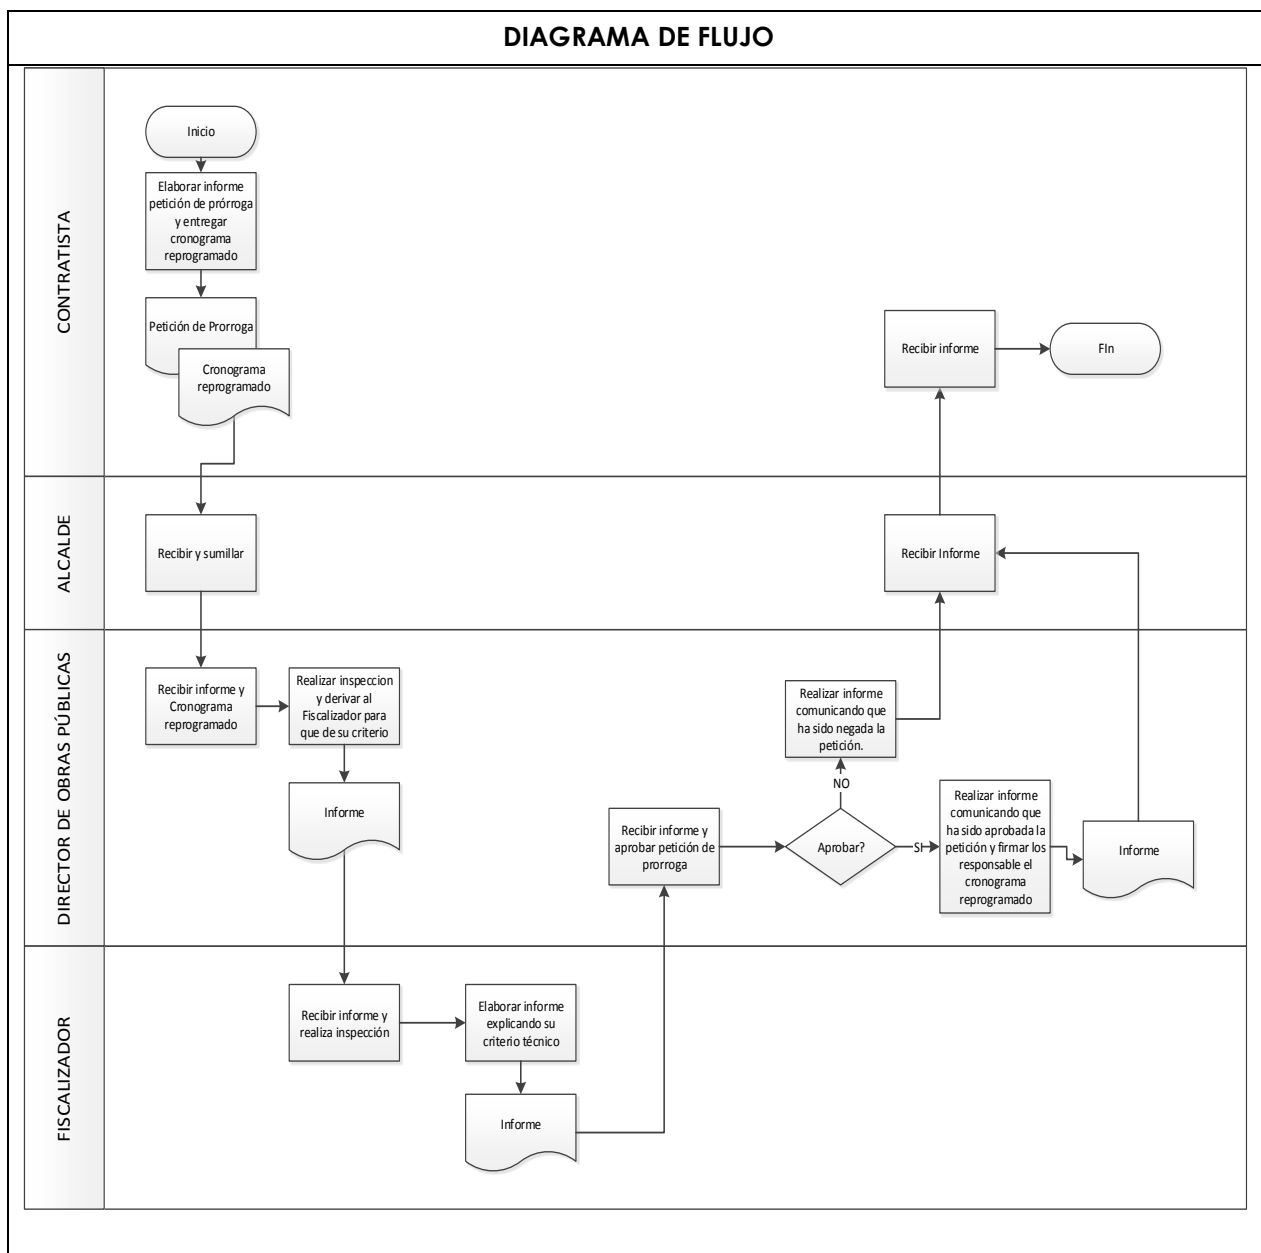 DIAGRAMA DE FLUJO
CONTRATISTA
Inicio
Elaborar informe
petición de prórroga
y entregar
cronograma
reprogramado
Petición de Prorroga
Cronograma
reprogramado
Recibir informe
FIn
ALCALDE
Recibir y sumillar
Recibir Informe
DIRECTOR DE OBRAS PÚBLICAS
Recibir informe y
Cronograma
reprogramado
Realizar inspeccion
y derivar al
Fiscalizador para
que de su criterio
Informe
Recibir informe y
aprobar petición de
prorroga
Aprobar?
NO
Realizar informe
comunicando que
ha sido negada la
petición.
SI
Realizar informe
comunicando que
ha sido aprobada la
petición y firmar los
responsable el
cronograma
reprogramado
Informe
FISCALIZADOR
Recibir informe y
realiza inspección
Elaborar informe
explicando su
criterio técnico
Informe